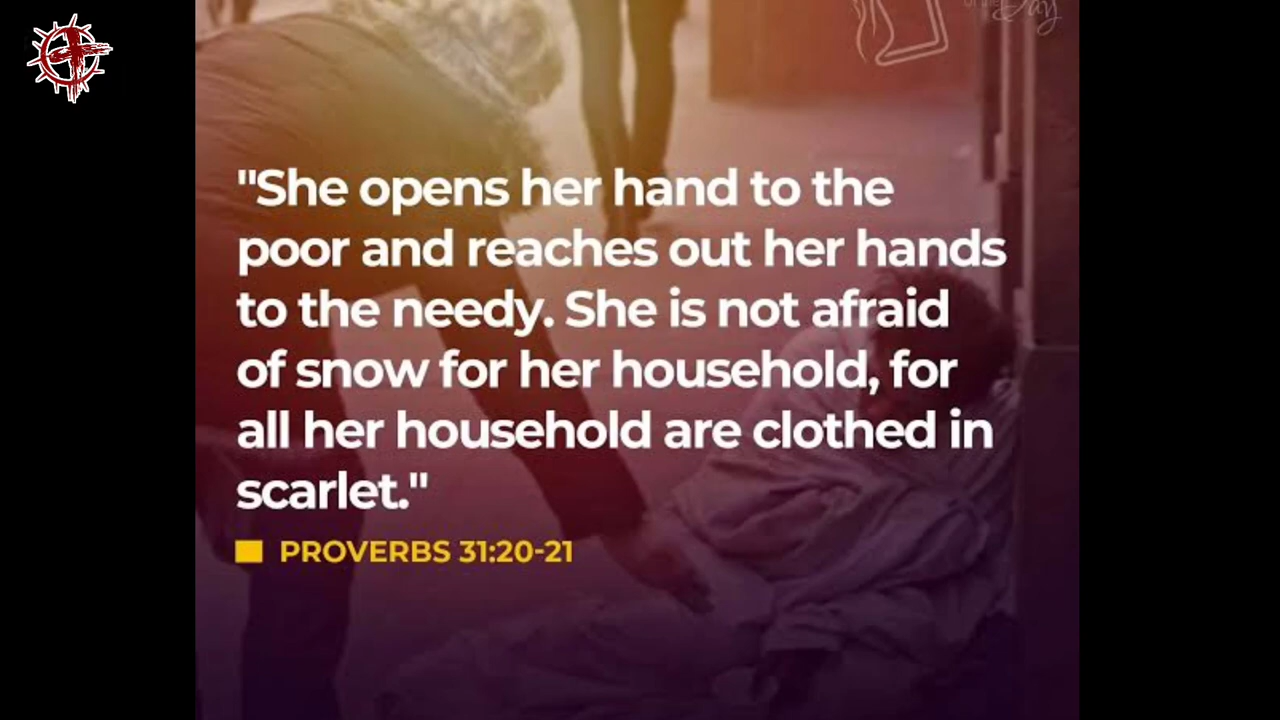 Day
"She opens her hand to the
poor and reaches out her hands
to the needy. She is not afraid
of snow for her household, for
all her household are clothed in
scarlet."
PROVERBS 31:20-21